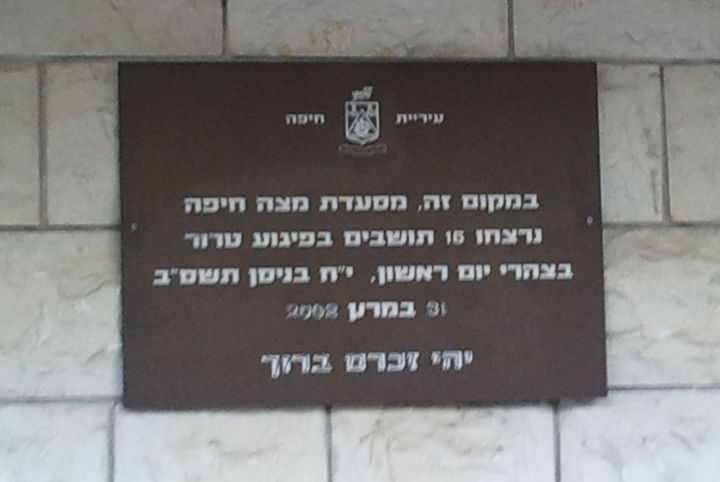 עיריית חיפה
במקום זה, מסעדת מצה חיפה
נרצחו 15 תושבים בפיגוע טרור
בצהרי יום ראשון, י"ח בניסן תשס"ב
31 במרץ 2002
יהי זכרם ברוך